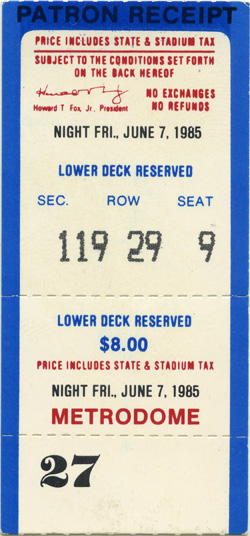 PATRON RECEIPT
PRICE INCLUDES STATE & STADIUM TAX
SUBJECT TO THE CONDITIONS SET FORTH
ON THE BACK HEREOF
Howard T. Fox, Jr., President
NO EXCHANGES
NO REFUNDS
NIGHT FRI., JUNE 7, 1985
LOWER DECK RESERVED
SEC. ROW SEAT
119 29 9
LOWER DECK RESERVED
$8.00
PRICE INCLUDES STATE & STADIUM TAX
NIGHT FRI., JUNE 7, 1985
METRODOME
27